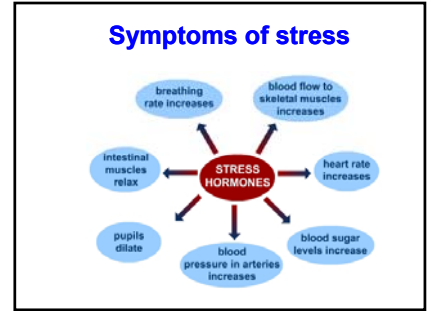 Symptoms of stress
breathing
rate increases
blood flow to
skeletal muscles
increases
intestinal
muscles
relax
STRESS
HORMONES
heart rate
increases
pupils
dilate
blood
pressure in arteries
increases
blood sugar
levels increase